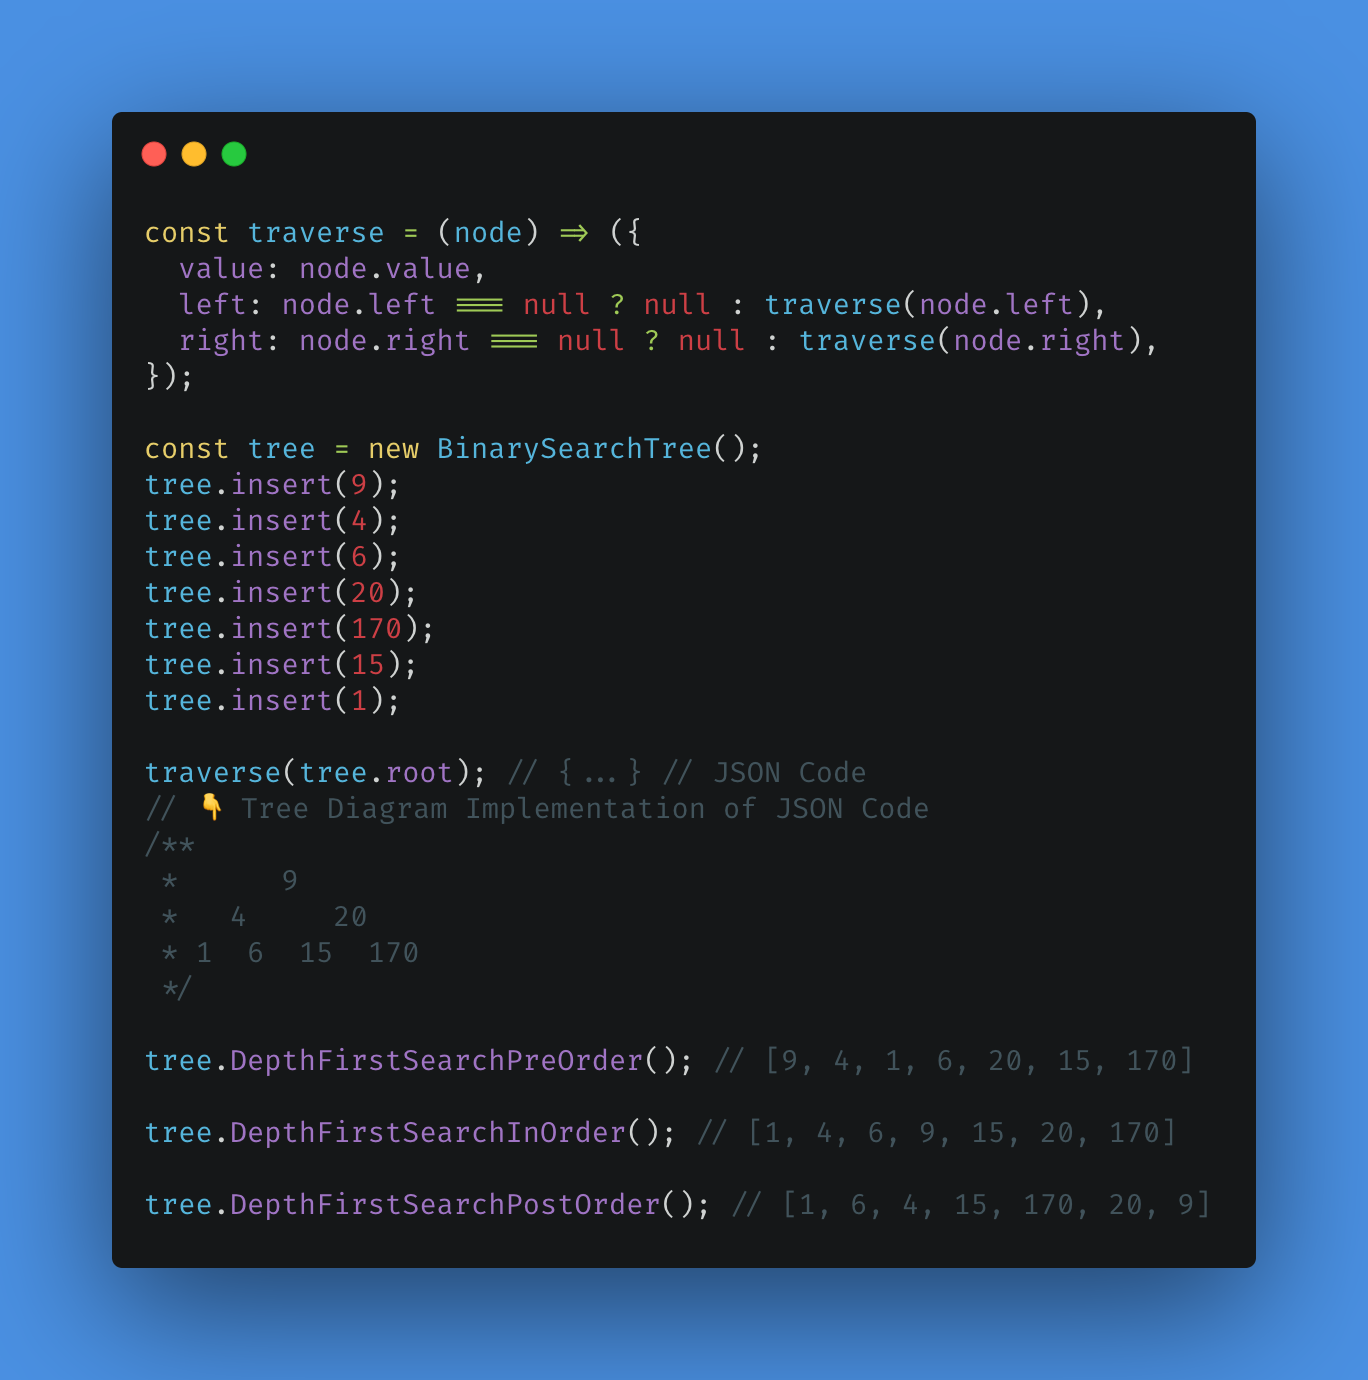 const traverse = (node) => ({
  value: node.value,
  left: node.left === null ? null : traverse(node.left),
  right: node.right === null ? null : traverse(node.right),
});

const tree = new BinarySearchTree();
tree.insert(9);
tree.insert(4);
tree.insert(6);
tree.insert(20);
tree.insert(170);
tree.insert(15);
tree.insert(1);

traverse(tree.root); // {...} // JSON Code
// 👇 Tree Diagram Implementation of JSON Code
/**
 *      9
 *   4     20
 * 1  6  15  170
 */

tree.DepthFirstSearchPreOrder(); // [9, 4, 1, 6, 20, 15, 170]

tree.DepthFirstSearchInOrder(); // [1, 4, 6, 9, 15, 20, 170]

tree.DepthFirstSearchPostOrder(); // [1, 6, 4, 15, 170, 20, 9]